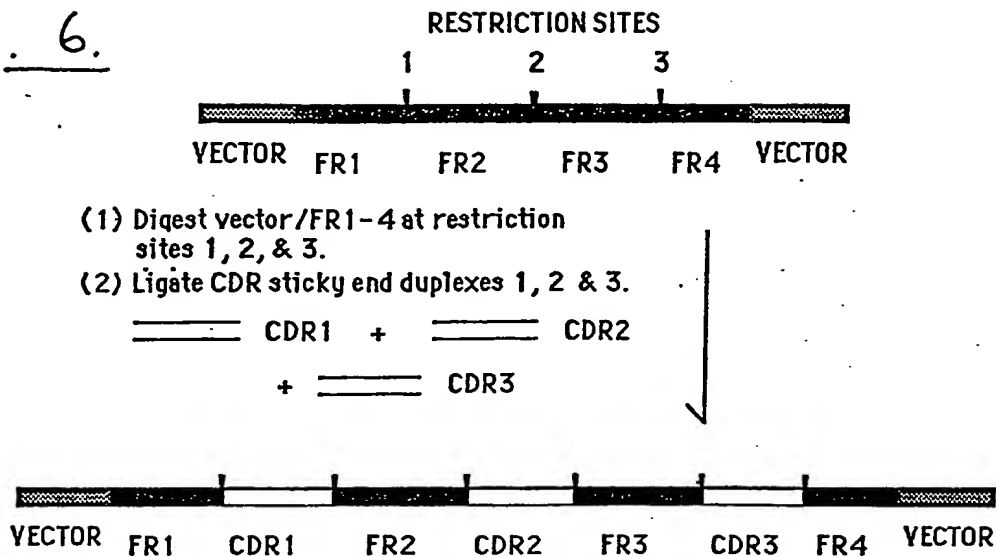 . 6.
RESTRICTION SITES
1 2 3
VECTOR FR1 FR2 FR3 FR4 VECTOR
(1) Digest vector/FR1-4 at restriction
sites 1, 2, & 3.
(2) Ligate CDR sticky end duplexes 1, 2 & 3.
CDR1 + CDR2
+ CDR3
VECTOR FR1 CDR1 FR2 CDR2 FR3 CDR3 FR4 VECTOR